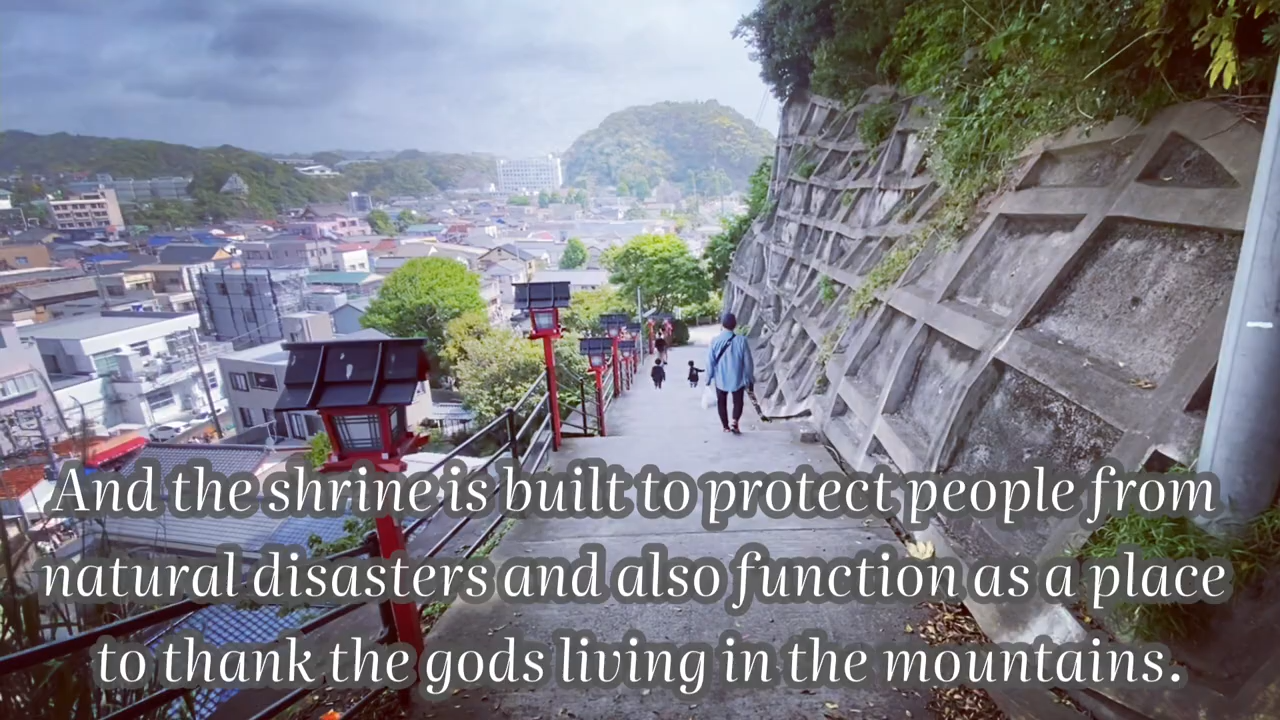 And the shrine is built to protect people from
natural disasters and also function as a place
to thank the gods living in the mountains.